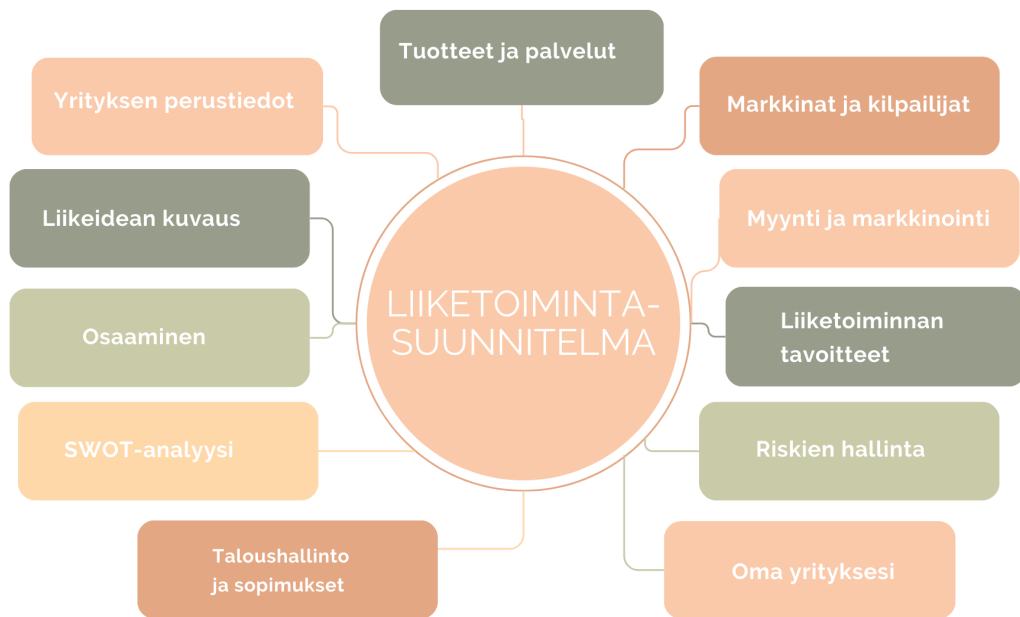 Tuotteet ja palvelut
Yrityksen perustiedot
Markkinat ja kilpailijat
Liikeidean kuvaus
Myynti ja markkinointi
LIIKETOIMINTA-
SUUNNITELMA
Osaaminen
Liiketoiminnan
tavoitteet
SWOT-analyysi
Riskien hallinta
Taloushallinto
ja sopimukset
Oma yrityksesi